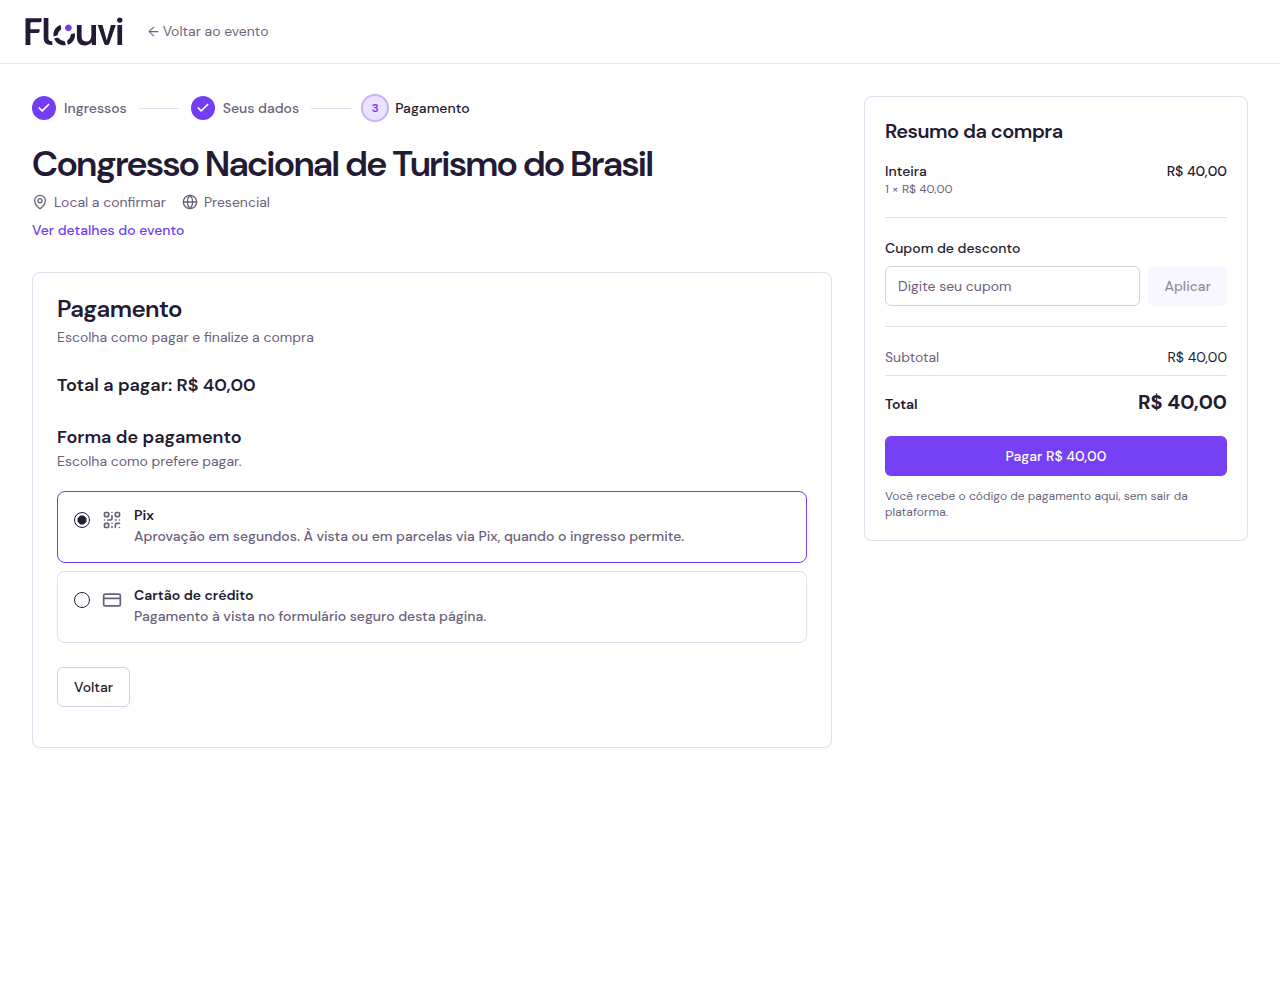 Flouvi
← Voltar ao evento
Ingressos
Seus dados
3 Pagamento
Congresso Nacional de Turismo do Brasil
Local a confirmar Presencial
Ver detalhes do evento
Pagamento
Escolha como pagar e finalize a compra
Total a pagar: R$ 40,00
Forma de pagamento
Escolha como prefere pagar.
Pix
Aprovação em segundos. À vista ou em parcelas via Pix, quando o ingresso permite.
Cartão de crédito
Pagamento à vista no formulário seguro desta página.
Voltar
Resumo da compra
Inteira R$ 40,00
1 × R$ 40,00
Cupom de desconto
Digite seu cupom Aplicar
Subtotal R$ 40,00
Total R$ 40,00
Pagar R$ 40,00
Você recebe o código de pagamento aqui, sem sair da
plataforma.